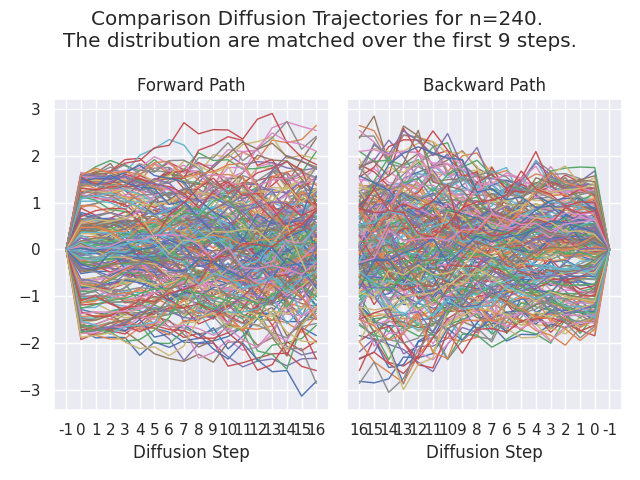 Comparison Diffusion Trajectories for n=240.
The distribution are matched over the first 9 steps.
Forward Path
Backward Path
3
2
1
0
−1
−2
−3
-1 0 1 2 3 4 5 6 7 8 9 10 11 12 13 14 15 16
16 15 14 13 12 11 10 9 8 7 6 5 4 3 2 1 0 -1
Diffusion Step
Diffusion Step